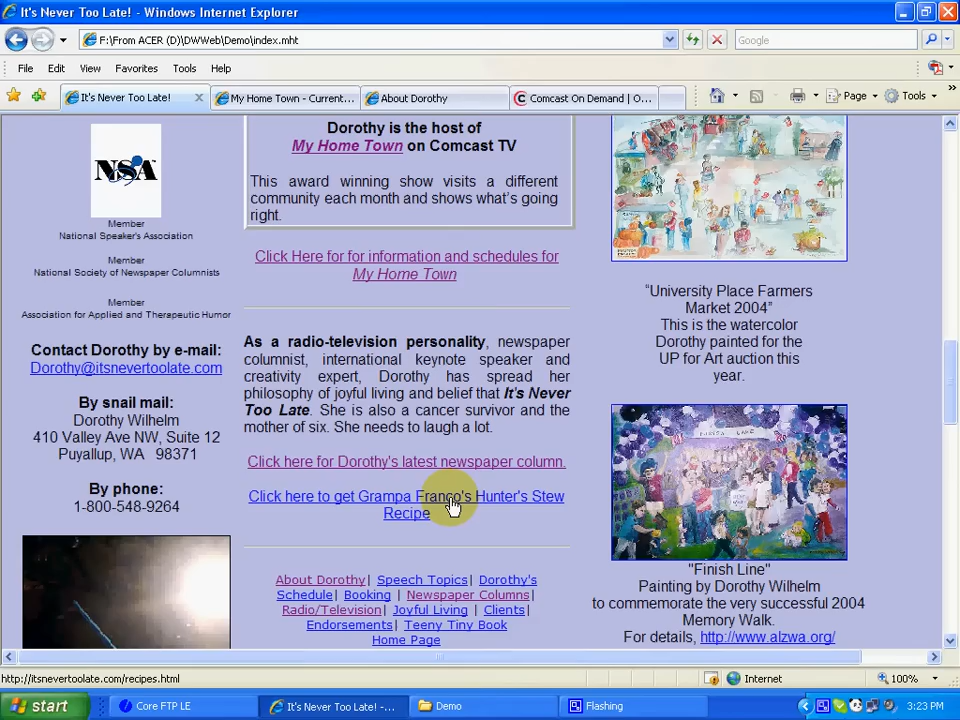 It's Never Too Late! - Windows Internet Explorer
F:\From ACER (D)\DWWeb\Demo\index.mht
Google
File Edit View Favorites Tools Help
It's Never Too Late!
My Home Town - Current...
About Dorothy
Comcast On Demand | O...
Page
Tools
NSA
Member
National Speaker's Association
Member
National Society of Newspaper Columnists
Member
Association for Applied and Therapeutic Humor
Contact Dorothy by e-mail:
Dorothy@itsnevertoolate.com
By snail mail:
Dorothy Wilhelm
410 Valley Ave NW, Suite 12
Puyallup, WA 98371
By phone:
1-800-548-9264
Dorothy is the host of
My Home Town on Comcast TV
This award winning show visits a different
community each month and shows what's going
right.
Click Here for for information and schedules for
My Home Town
As a radio-television personality, newspaper
columnist, international keynote speaker and
creativity expert, Dorothy has spread her
philosophy of joyful living and belief that It's Never
Too Late. She is also a cancer survivor and the
mother of six. She needs to laugh a lot.
Click here for Dorothy's latest newspaper column.
Click here to get Grampa Franco's Hunter's Stew
Recipe
About Dorothy| Speech Topics| Dorothy's
Schedule| Booking | Newspaper Columns|
Radio/Television| Joyful Living | Clients|
Endorsements| Teeny Tiny Book
Home Page
“University Place Farmers
Market 2004”
This is the watercolor
Dorothy painted for the
UP for Art auction this
year.
"Finish Line"
Painting by Dorothy Wilhelm
to commemorate the very successful 2004
Memory Walk.
For details, http://www.alzwa.org/
http://itsnevertoolate.com/recipes.html
Internet
100%
start
Core FTP LE
It's Never Too Late! -...
Demo
Flashing
3:23 PM